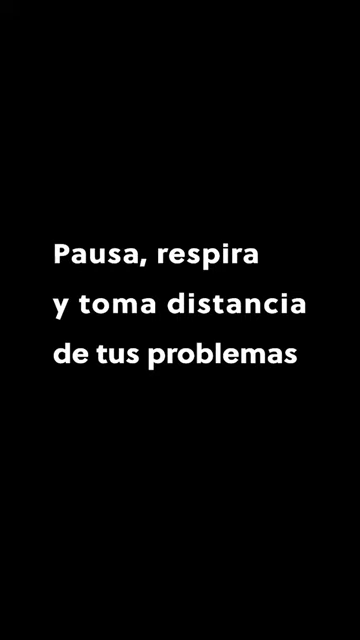 Pausa, respira
y toma distancia
de tus problemas